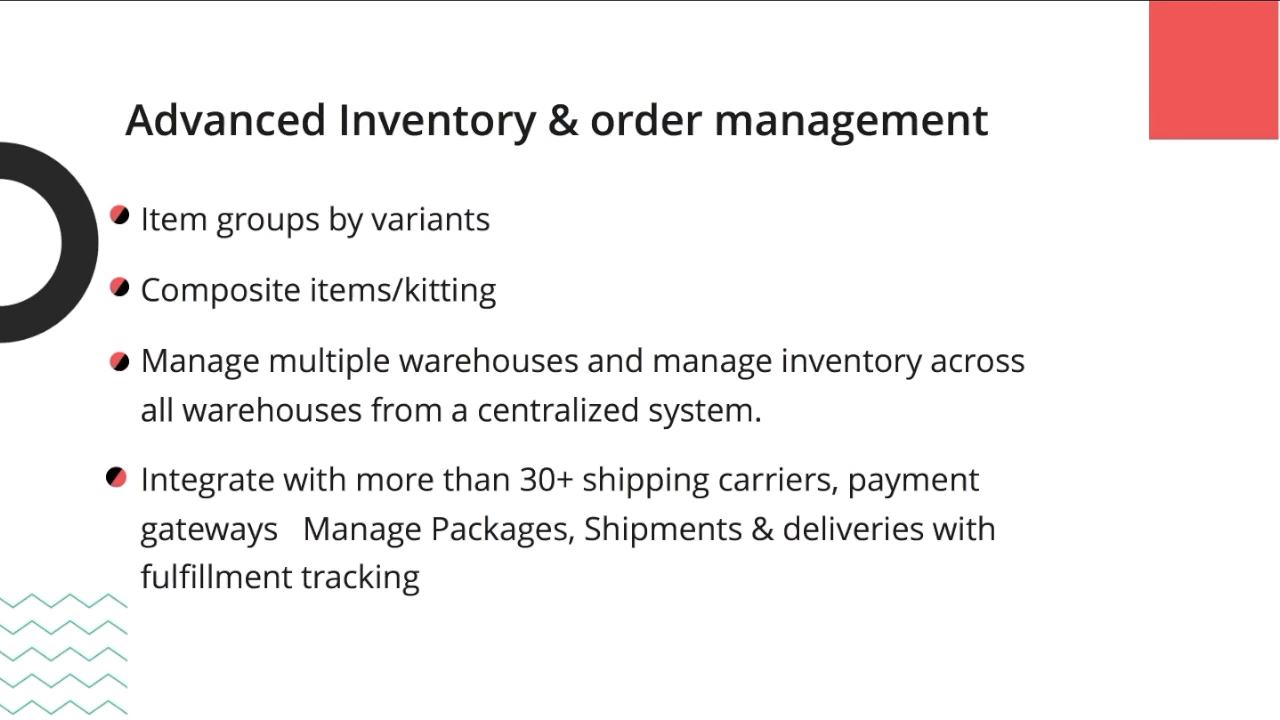 Advanced Inventory & order management
Item groups by variants
Composite items/kitting
Manage multiple warehouses and manage inventory across
all warehouses from a centralized system.
Integrate with more than 30+ shipping carriers, payment
gateways   Manage Packages, Shipments & deliveries with
fulfillment tracking